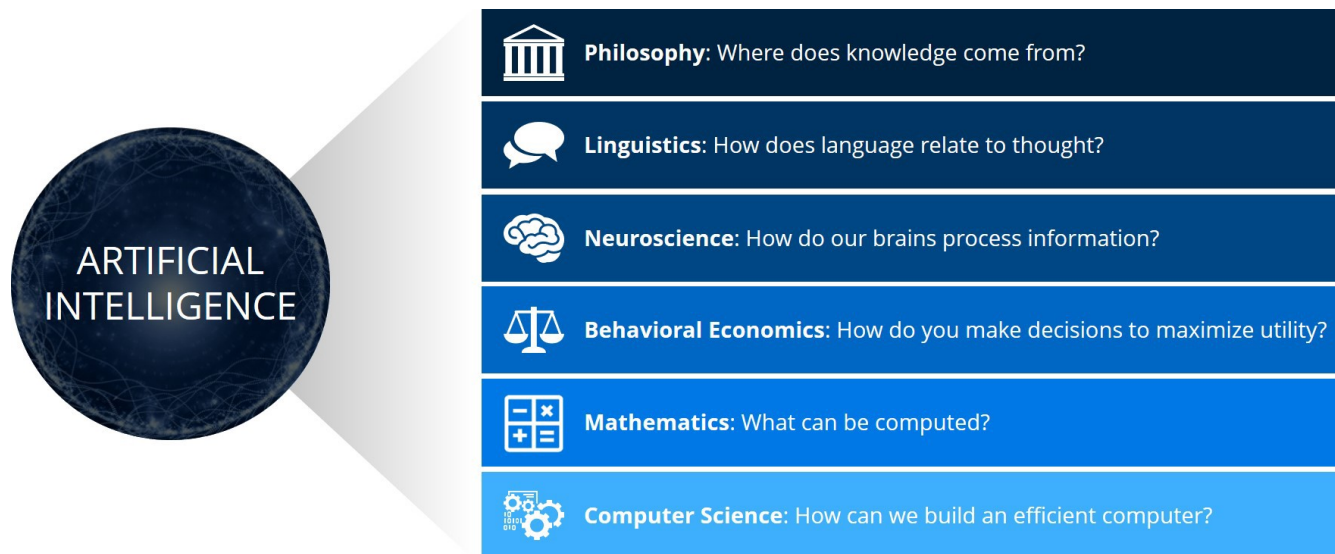 ARTIFICIAL
INTELLIGENCE
Philosophy: Where does knowledge come from?
Linguistics: How does language relate to thought?
Neuroscience: How do our brains process information?
Behavioral Economics: How do you make decisions to maximize utility?
Mathematics: What can be computed?
Computer Science: How can we build an efficient computer?